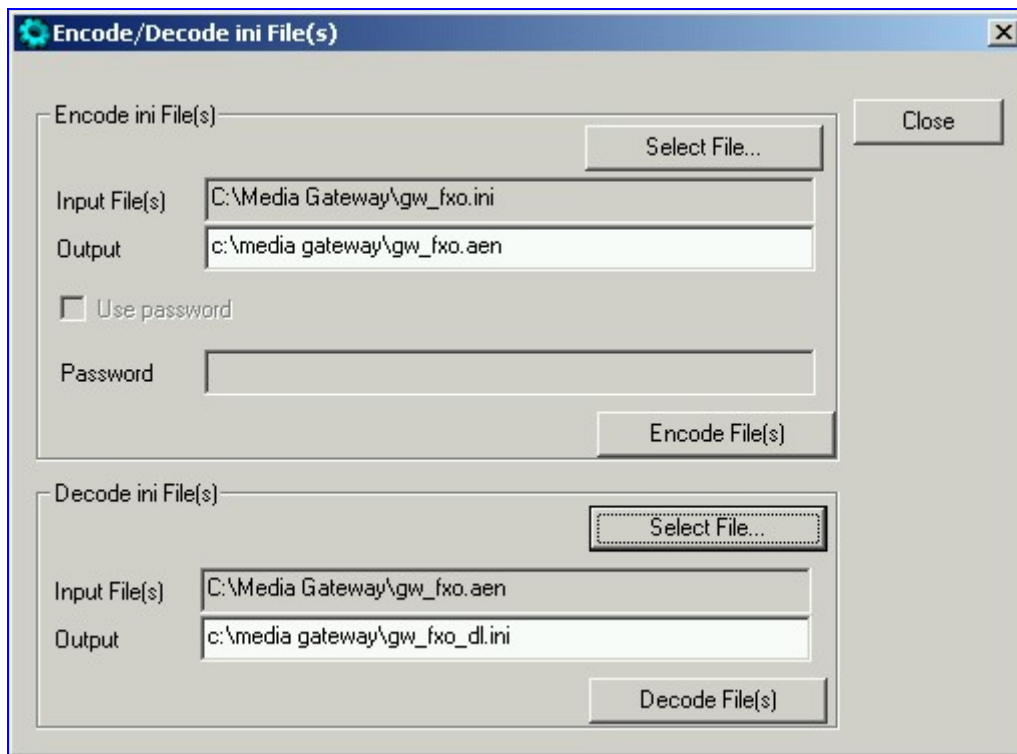 Encode/Decode ini File(s)
Encode ini File(s)
Close
Select File...
Input File(s) C:\Media Gateway\gw_fxo.ini
Output c:\media gateway\gw_fxo.aen
Use password
Password
Encode File(s)
Decode ini File(s)
Select File...
Input File(s) C:\Media Gateway\gw_fxo.aen
Output c:\media gateway\gw_fxo_dl.ini
Decode File(s)